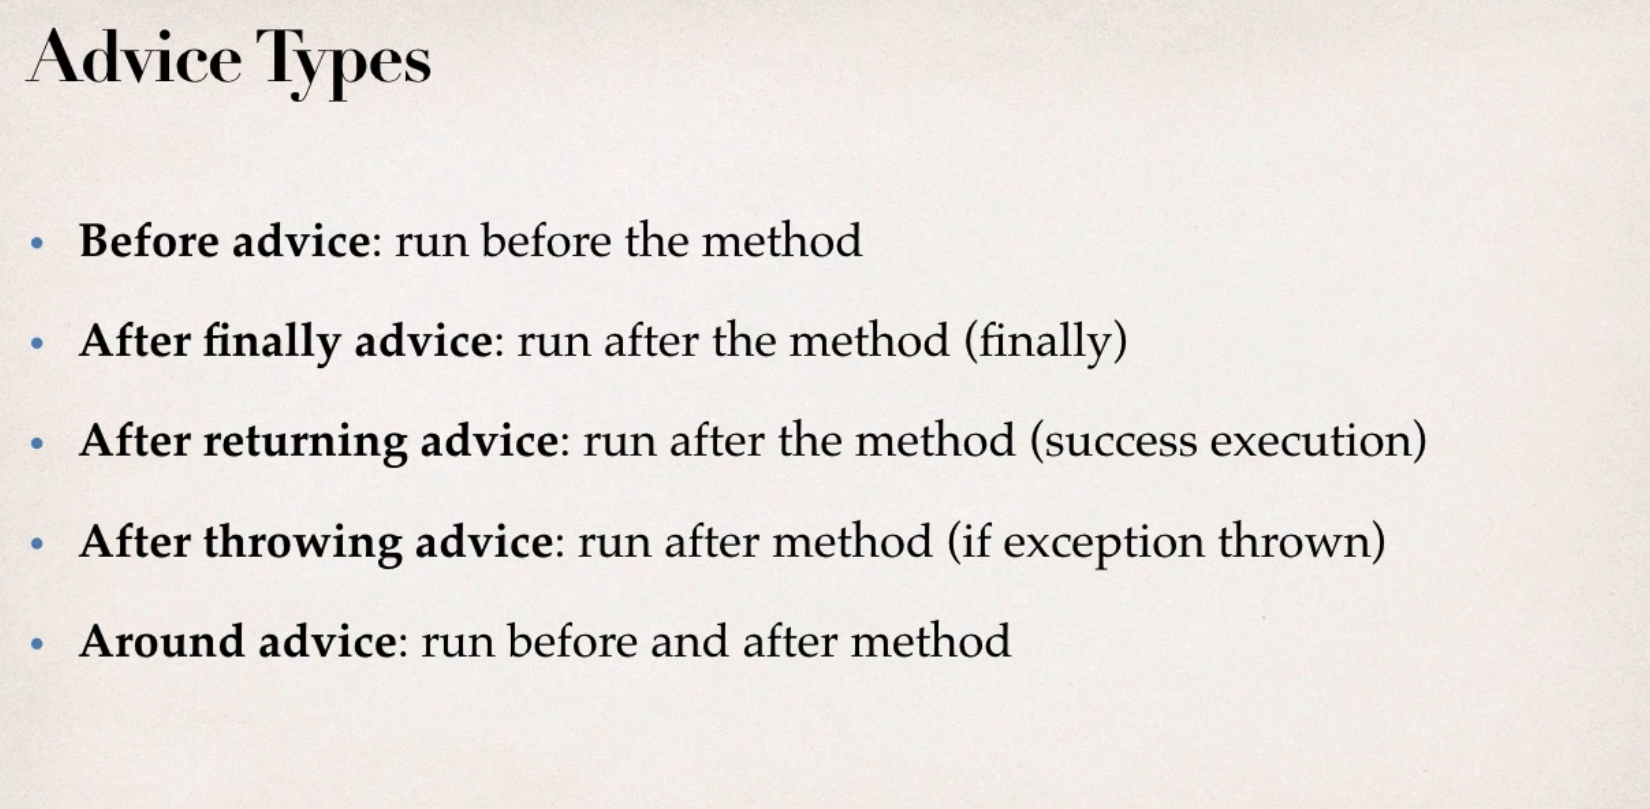 Advice Types
• Before advice: run before the method
• After finally advice: run after the method (finally)
• After returning advice: run after the method (success execution)
• After throwing advice: run after method (if exception thrown)
• Around advice: run before and after method